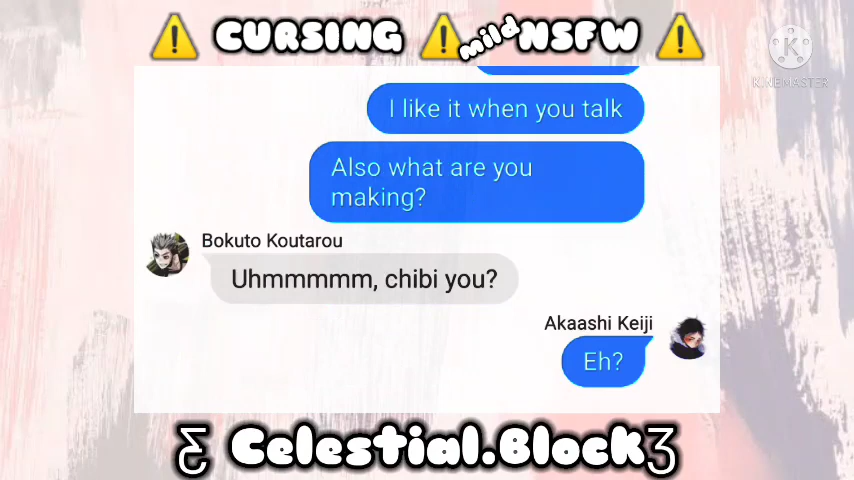 ⚠️ CURSING ⚠️ mild NSFW ⚠️
K
KINEMASTER
I like it when you talk
Also what are you
making?
Bokuto Koutarou
Uhmmmmm, chibi you?
Akaashi Keiji
Eh?
Ƹ Celestial.Block Ʒ